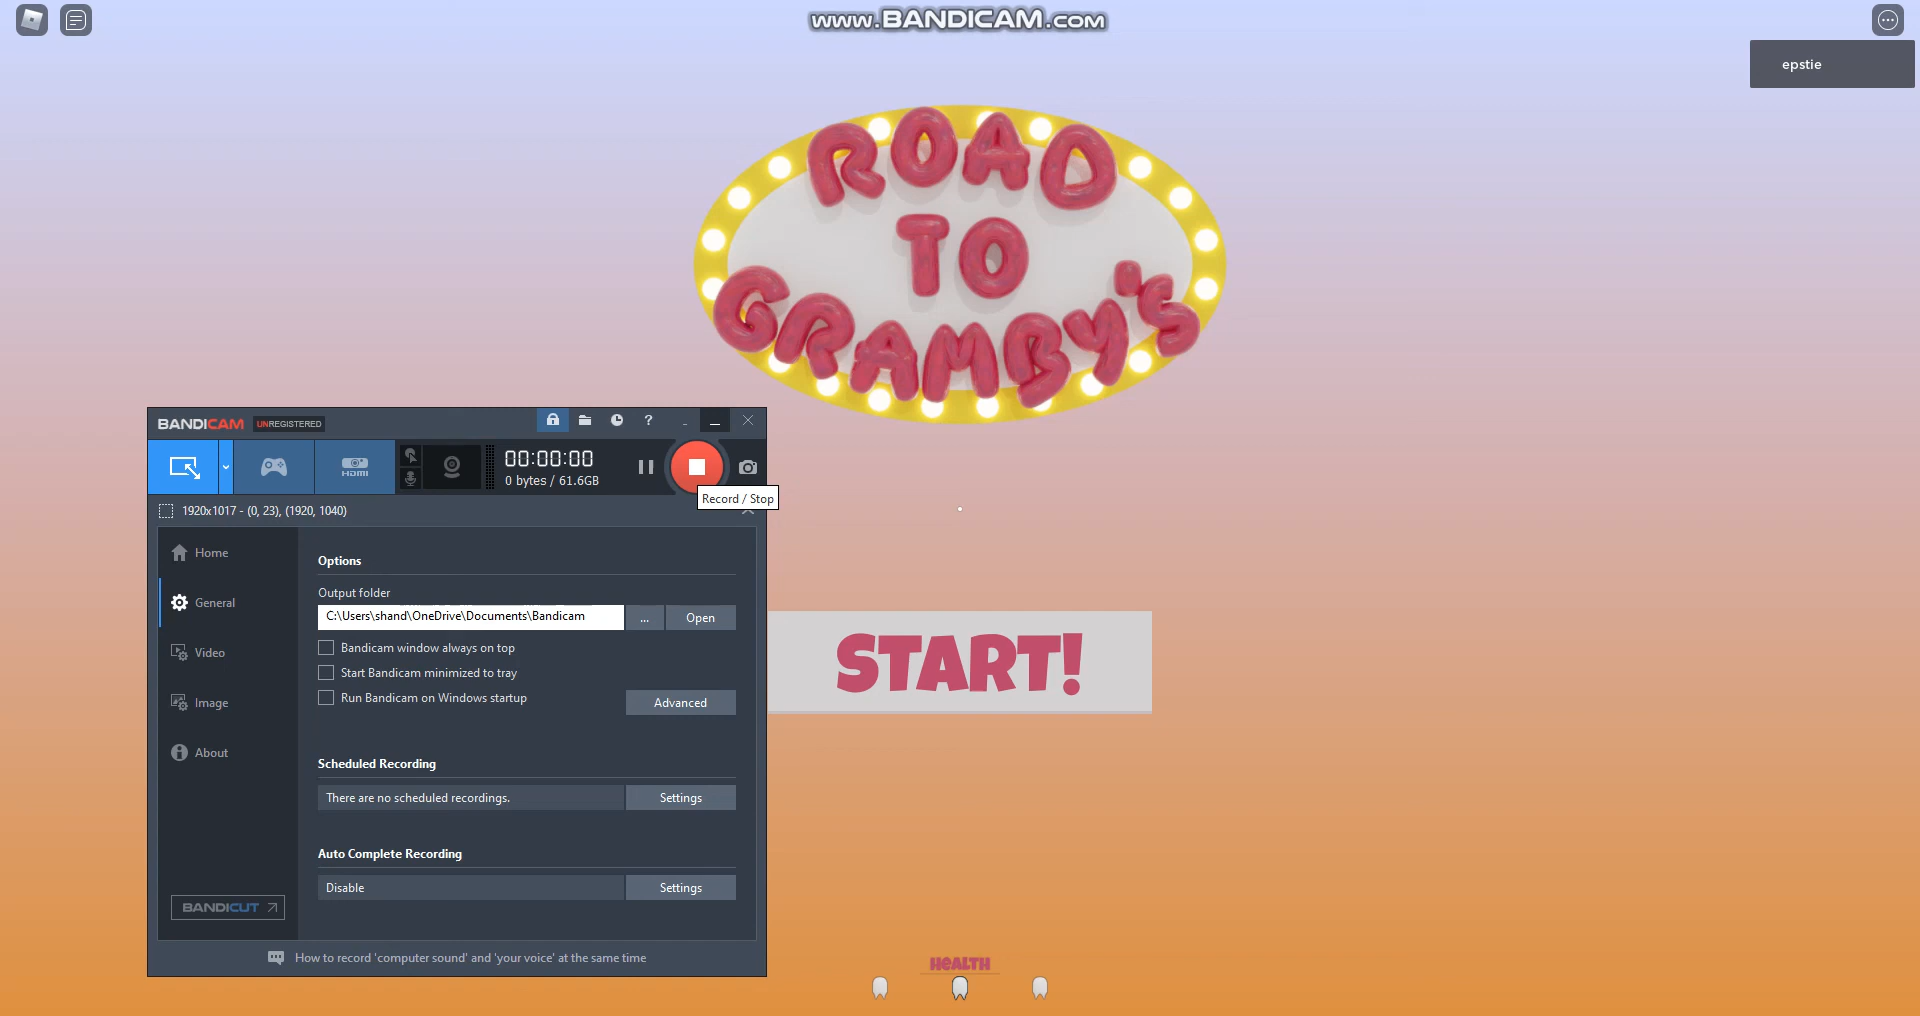 www.BANDICAM.com
epstie
ROAD
TO
GRAMBY'S
BANDICAM UNREGISTERED
?
HDMI
00:00:00
0 bytes / 61.6GB
Record / Stop
1920x1017 - (0, 23), (1920, 1040)
Home
General
Video
Image
About
BANDICUT
Options
Output folder
C:\Users\shand\OneDrive\Documents\Bandicam
...
Open
Bandicam window always on top
Start Bandicam minimized to tray
Run Bandicam on Windows startup
Advanced
Scheduled Recording
There are no scheduled recordings.
Settings
Auto Complete Recording
Disable
Settings
How to record 'computer sound' and 'your voice' at the same time
START!
HEALTH